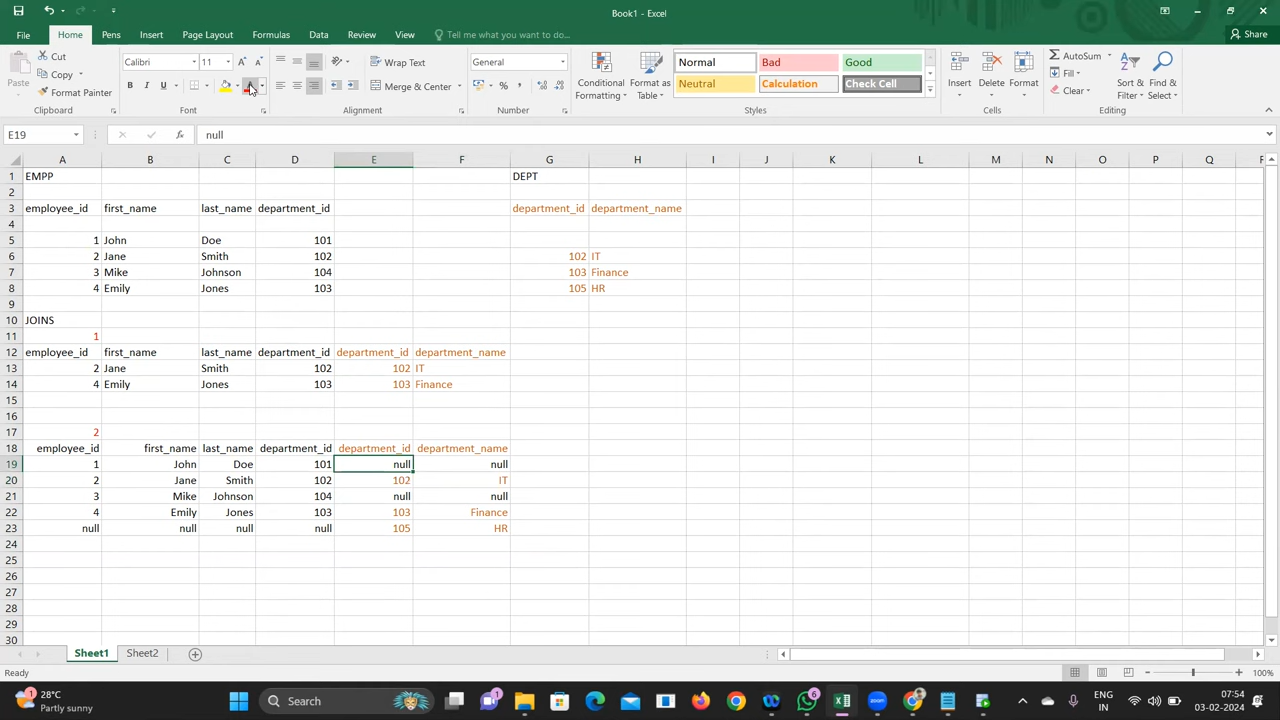 Book1 - Excel
File Home Pens Insert Page Layout Formulas Data Review View Tell me what you want to do... Share
Paste Cut Copy Format Painter Clipboard
Calibri 11 B U A Font
Wrap Text Merge & Center Alignment
General % Number
Conditional Formatting Format as Table
Normal Bad Good
Neutral Calculation Check Cell
Styles
Insert Delete Format Cells
AutoSum Fill Clear Sort & Filter Find & Select Editing
E19 fx null
A B C D E F G H I J K L M N O P Q
1 EMPP DEPT
2
3 employee_id first_name last_name department_id department_id department_name
4
5 1 John Doe 101
6 2 Jane Smith 102 102 IT
7 3 Mike Johnson 104 103 Finance
8 4 Emily Jones 103 105 HR
9
10 JOINS
11 1
12 employee_id first_name last_name department_id department_id department_name
13 2 Jane Smith 102 102 IT
14 4 Emily Jones 103 103 Finance
15
16
17 2
18 employee_id first_name last_name department_id department_id department_name
19 1 John Doe 101 null null
20 2 Jane Smith 102 102 IT
21 3 Mike Johnson 104 null null
22 4 Emily Jones 103 103 Finance
23 null null null null 105 HR
24
25
26
27
28
29
30
Sheet1 Sheet2
Ready 100%
1 28°C Partly sunny Search 1 6 ENG IN 07:54 03-02-2024